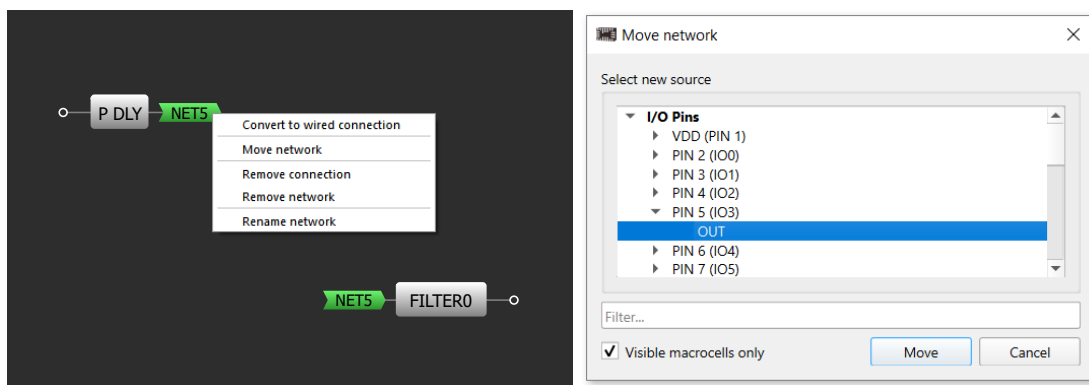 P DLY
NET5
Convert to wired connection
Move network
Remove connection
Remove network
Rename network
NET5
FILTER0
Move network
Select new source
I/O Pins
VDD (PIN 1)
PIN 2 (IO0)
PIN 3 (IO1)
PIN 4 (IO2)
PIN 5 (IO3)
OUT
PIN 6 (IO4)
PIN 7 (IO5)
Filter...
Visible macrocells only
Move
Cancel